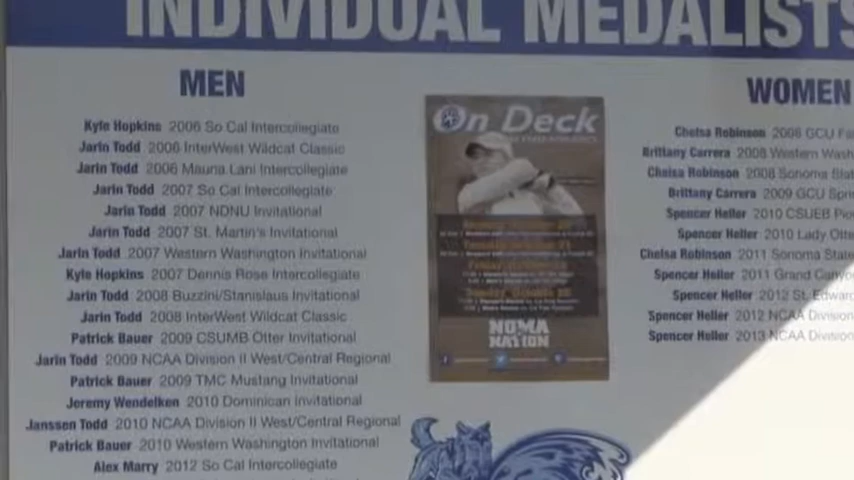 INDIVIDUAL MEDALISTS
MEN
Kyle Hopkins 2006 So Cal Intercollegiate
Jarin Todd 2006 InterWest Wildcat Classic
Jarin Todd 2006 Mauna Lani Intercollegiate
Jarin Todd 2007 So Cal Intercollegiate
Jarin Todd 2007 NDNU Invitational
Jarin Todd 2007 St. Martin's Invitational
Jarin Todd 2007 Western Washington Invitational
Kyle Hopkins 2007 Dennis Rose Intercollegiate
Jarin Todd 2008 Buzzini/Stanislaus Invitational
Jarin Todd 2008 InterWest Wildcat Classic
Patrick Bauer 2009 CSUMB Otter Invitational
Jarin Todd 2009 NCAA Division II West/Central Regional
Patrick Bauer 2009 TMC Mustang Invitational
Jeremy Wendelken 2010 Dominican Invitational
Janssen Todd 2010 NCAA Division II West/Central Regional
Patrick Bauer 2010 Western Washington Invitational
Alex Marry 2012 So Cal Intercollegiate
On Deck
NOMA
NATION
WOMEN
Chelsa Robinson 2008 GCU Fa
Brittany Carrera 2008 Western Wash
Chelsa Robinson 2008 Sonoma Stat
Brittany Carrera 2009 GCU Sprin
Spencer Heller 2010 CSUEB Pio
Spencer Heller 2010 Lady Otte
Chelsa Robinson 2011 Sonoma State
Spencer Heller 2011 Grand Canyo
Spencer Heller 2012 St. Edward
Spencer Heller 2012 NCAA Division
Spencer Heller 2013 NCAA Division